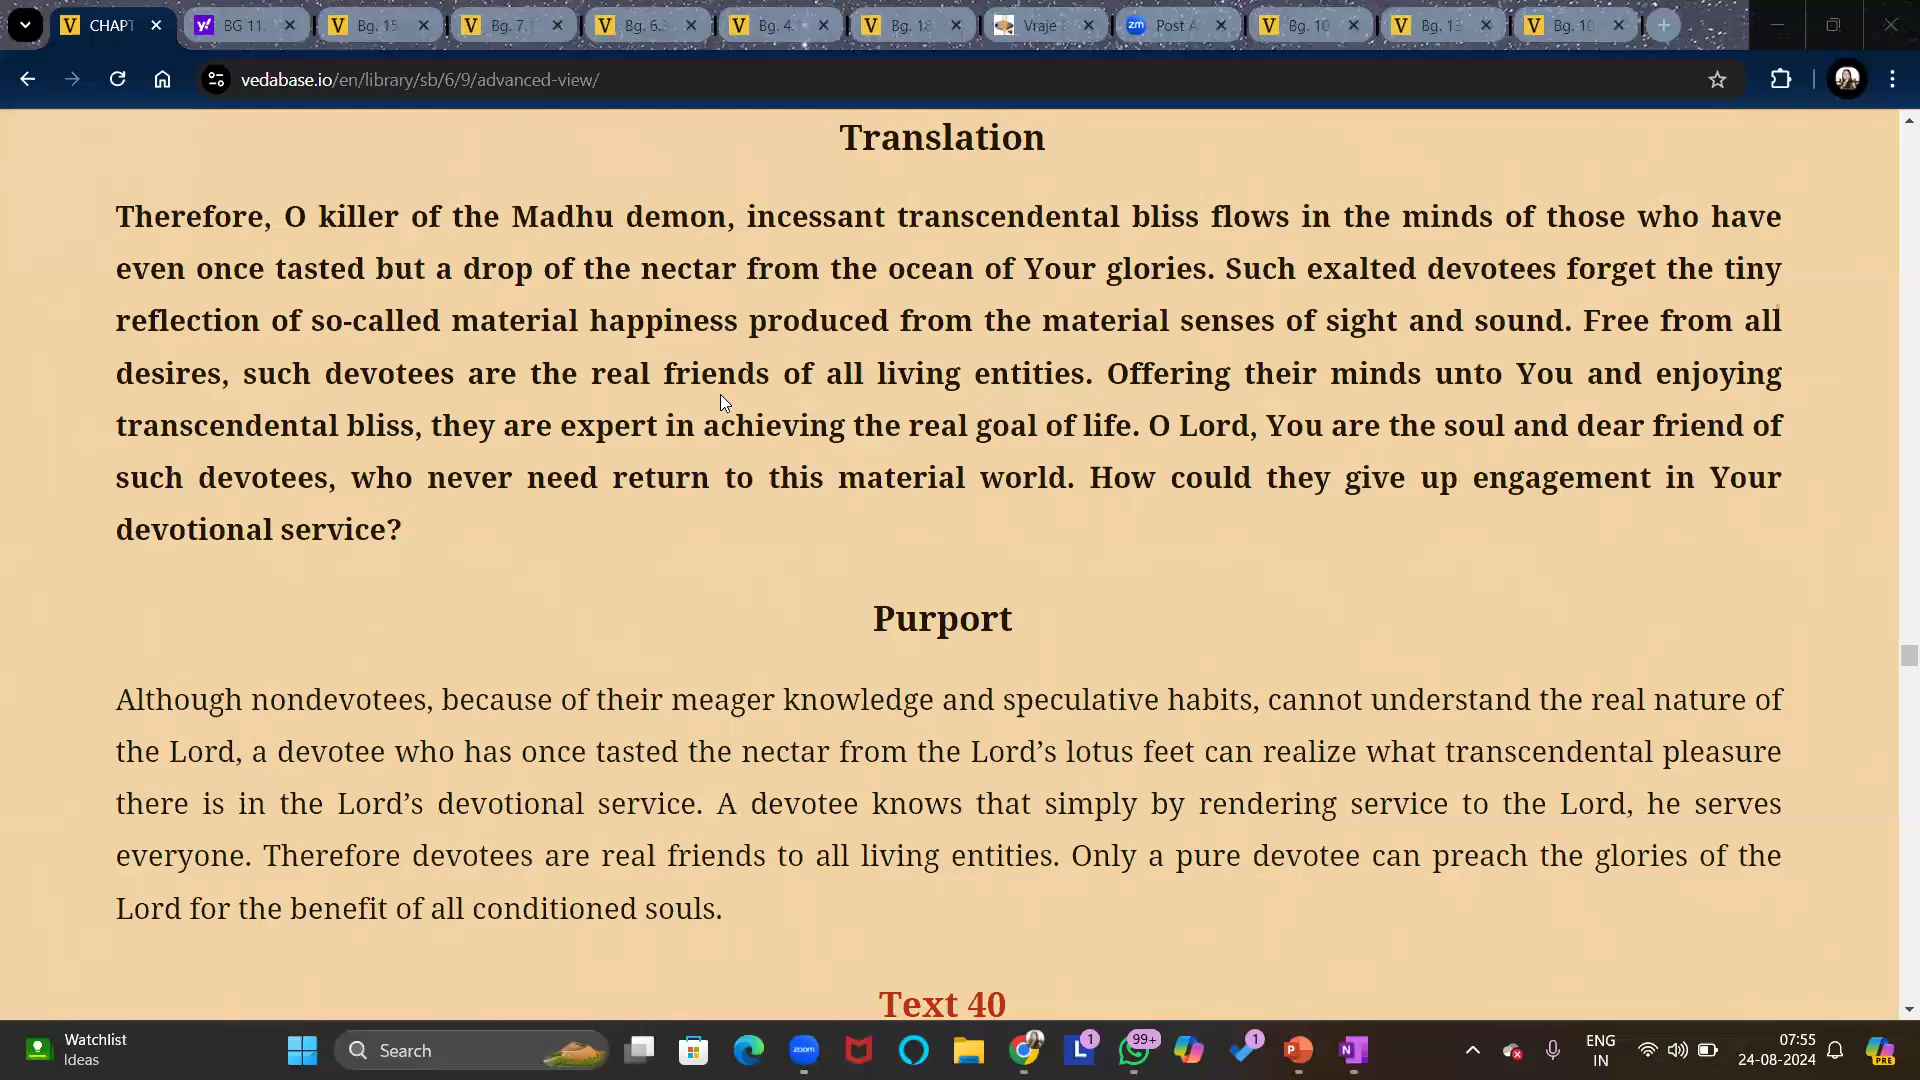 CHAPT
BG 11.
Bg. 15
Bg. 7.
Bg. 6.
Bg. 4.
Bg. 18
Vraje
Post A
Bg. 10
Bg. 13
Bg. 10
vedabase.io/en/library/sb/6/9/advanced-view/
Translation
Therefore, O killer of the Madhu demon, incessant transcendental bliss flows in the minds of those who have
even once tasted but a drop of the nectar from the ocean of Your glories. Such exalted devotees forget the tiny
reflection of so-called material happiness produced from the material senses of sight and sound. Free from all
desires, such devotees are the real friends of all living entities. Offering their minds unto You and enjoying
transcendental bliss, they are expert in achieving the real goal of life. O Lord, You are the soul and dear friend of
such devotees, who never need return to this material world. How could they give up engagement in Your
devotional service?
Purport
Although nondevotees, because of their meager knowledge and speculative habits, cannot understand the real nature of
the Lord, a devotee who has once tasted the nectar from the Lord’s lotus feet can realize what transcendental pleasure
there is in the Lord’s devotional service. A devotee knows that simply by rendering service to the Lord, he serves
everyone. Therefore devotees are real friends to all living entities. Only a pure devotee can preach the glories of the
Lord for the benefit of all conditioned souls.
Text 40
Watchlist
Ideas
Search
zoom
1
99+
1
ENG
IN
07:55
24-08-2024
PRE